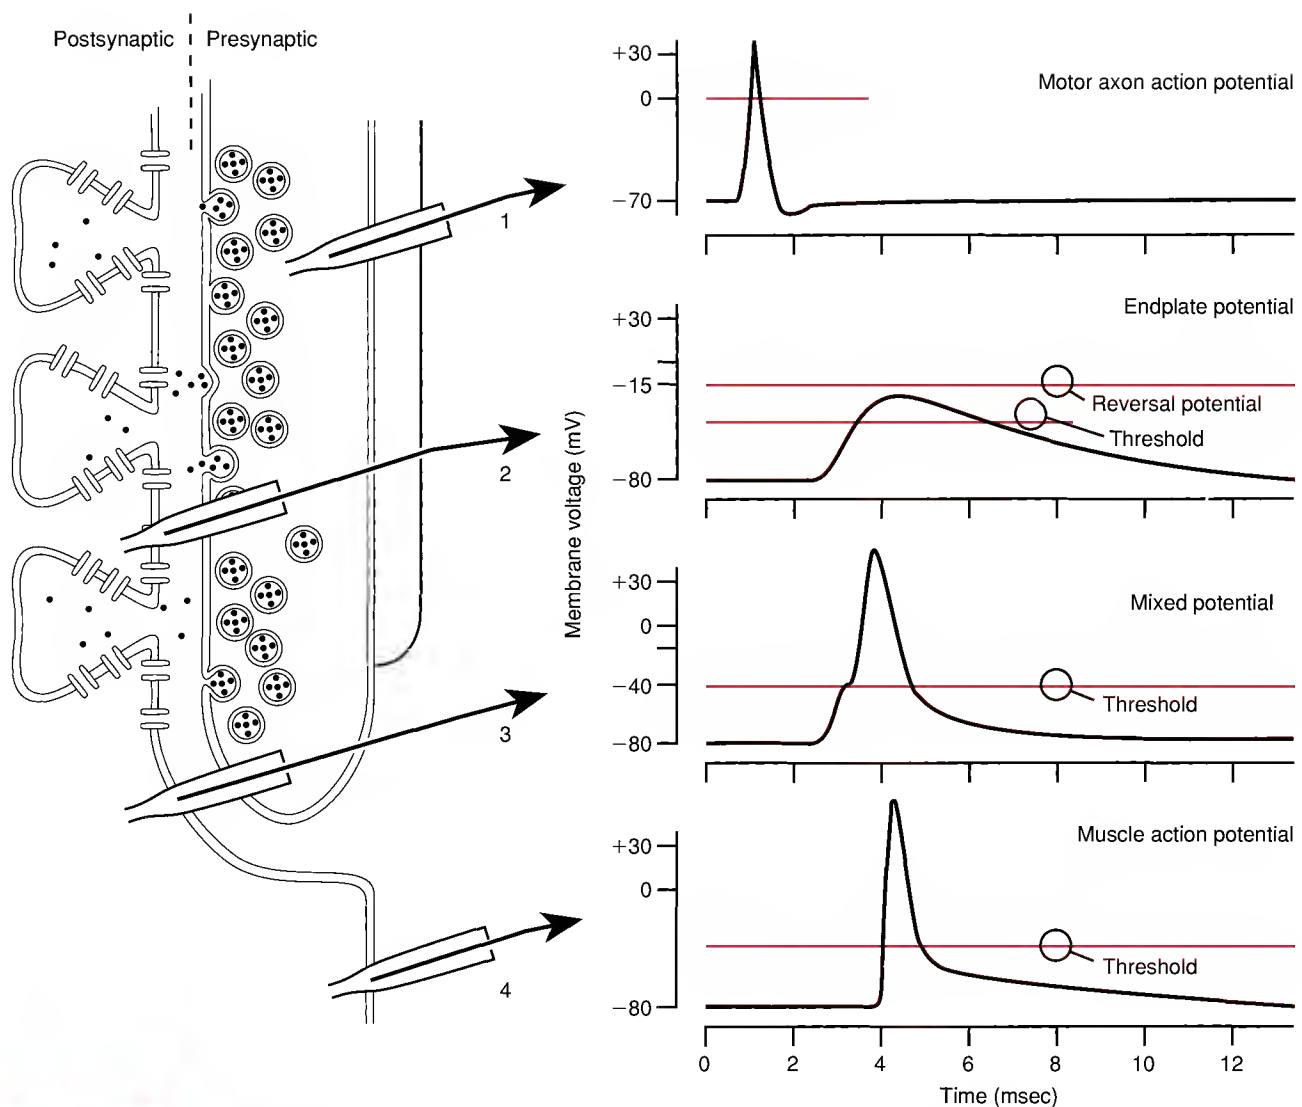 Postsynaptic
Presynaptic
1
2
3
4
Membrane voltage (mV)
+30
0
−70
Motor axon action potential
Endplate potential
+30
−15
−80
Reversal potential
Threshold
Mixed potential
+30
0
−40
−80
Threshold
Muscle action potential
+30
0
−80
Threshold
0 2 4 6 8 10 12
Time (msec)